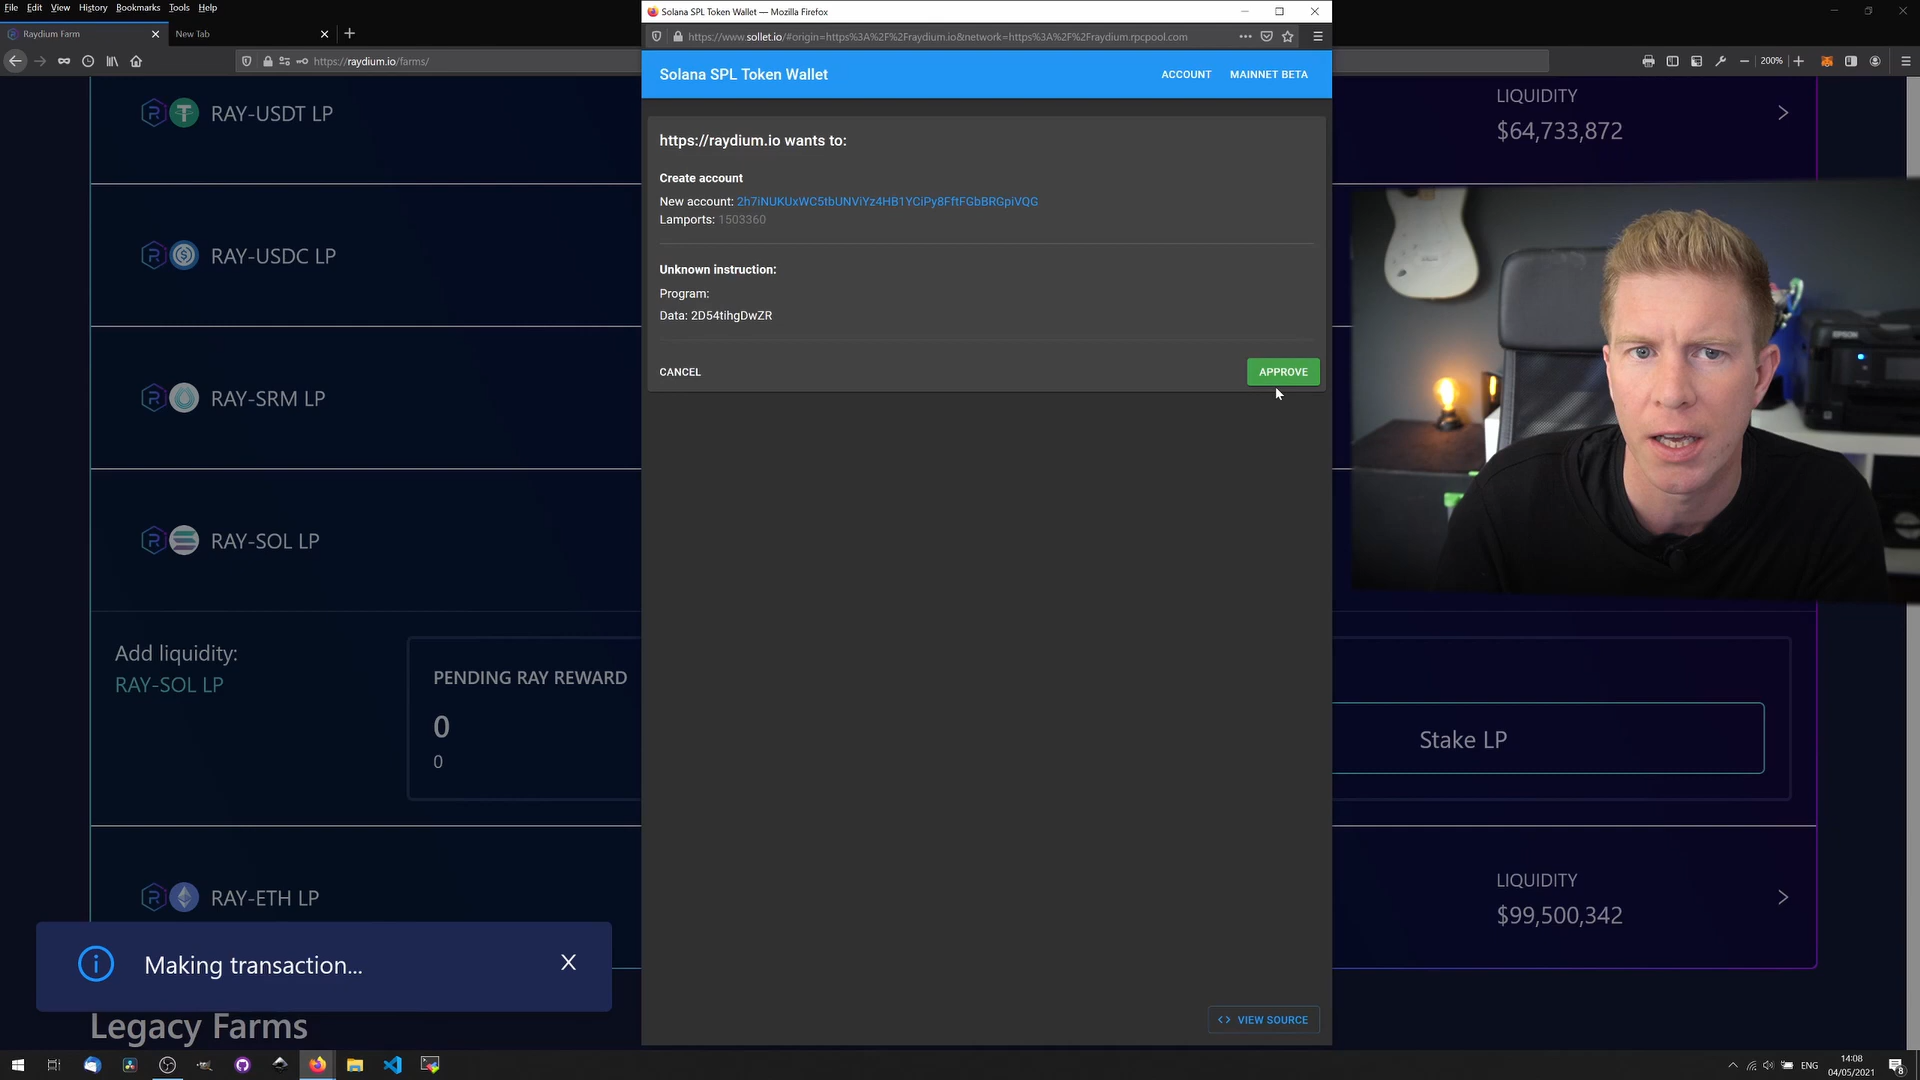 File Edit View History Bookmarks Tools Help
Raydium Farm
New Tab
https://raydium.io/farms/
200%
Solana SPL Token Wallet — Mozilla Firefox
https://www.sollet.io/#origin=https%3A%2F%2Fraydium.io&network=https%3A%2F%2Fraydium.rpcpool.com
Solana SPL Token Wallet
ACCOUNT
MAINNET BETA
https://raydium.io wants to:
Create account
New account: 2h7iNUKUxWC5tbUNViYz4HB1YCiPy8FftFGbBRGpiVQG
Lamports: 1503360
Unknown instruction:
Program:
Data: 2D54tihgDwZR
CANCEL
APPROVE
VIEW SOURCE
RAY-USDT LP
LIQUIDITY
$64,733,872
RAY-USDC LP
RAY-SRM LP
RAY-SOL LP
Add liquidity:
RAY-SOL LP
PENDING RAY REWARD
0
0
Stake LP
RAY-ETH LP
LIQUIDITY
$99,500,342
Making transaction...
X
Legacy Farms
EPSON
ENG
14:08
04/05/2021
8